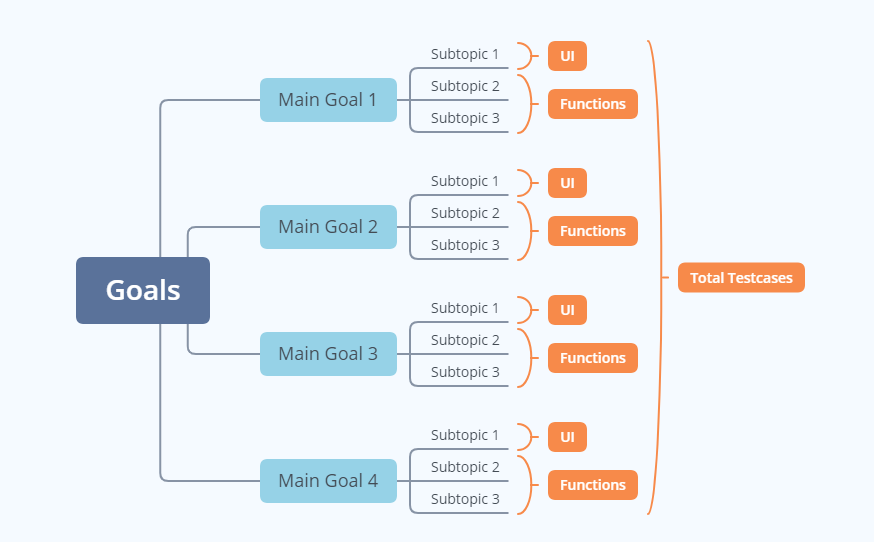 Goals
Main Goal 1
Subtopic 1
UI
Subtopic 2
Functions
Subtopic 3
Main Goal 2
Subtopic 1
UI
Subtopic 2
Functions
Subtopic 3
Main Goal 3
Subtopic 1
UI
Subtopic 2
Functions
Subtopic 3
Main Goal 4
Subtopic 1
UI
Subtopic 2
Functions
Subtopic 3
Total Testcases